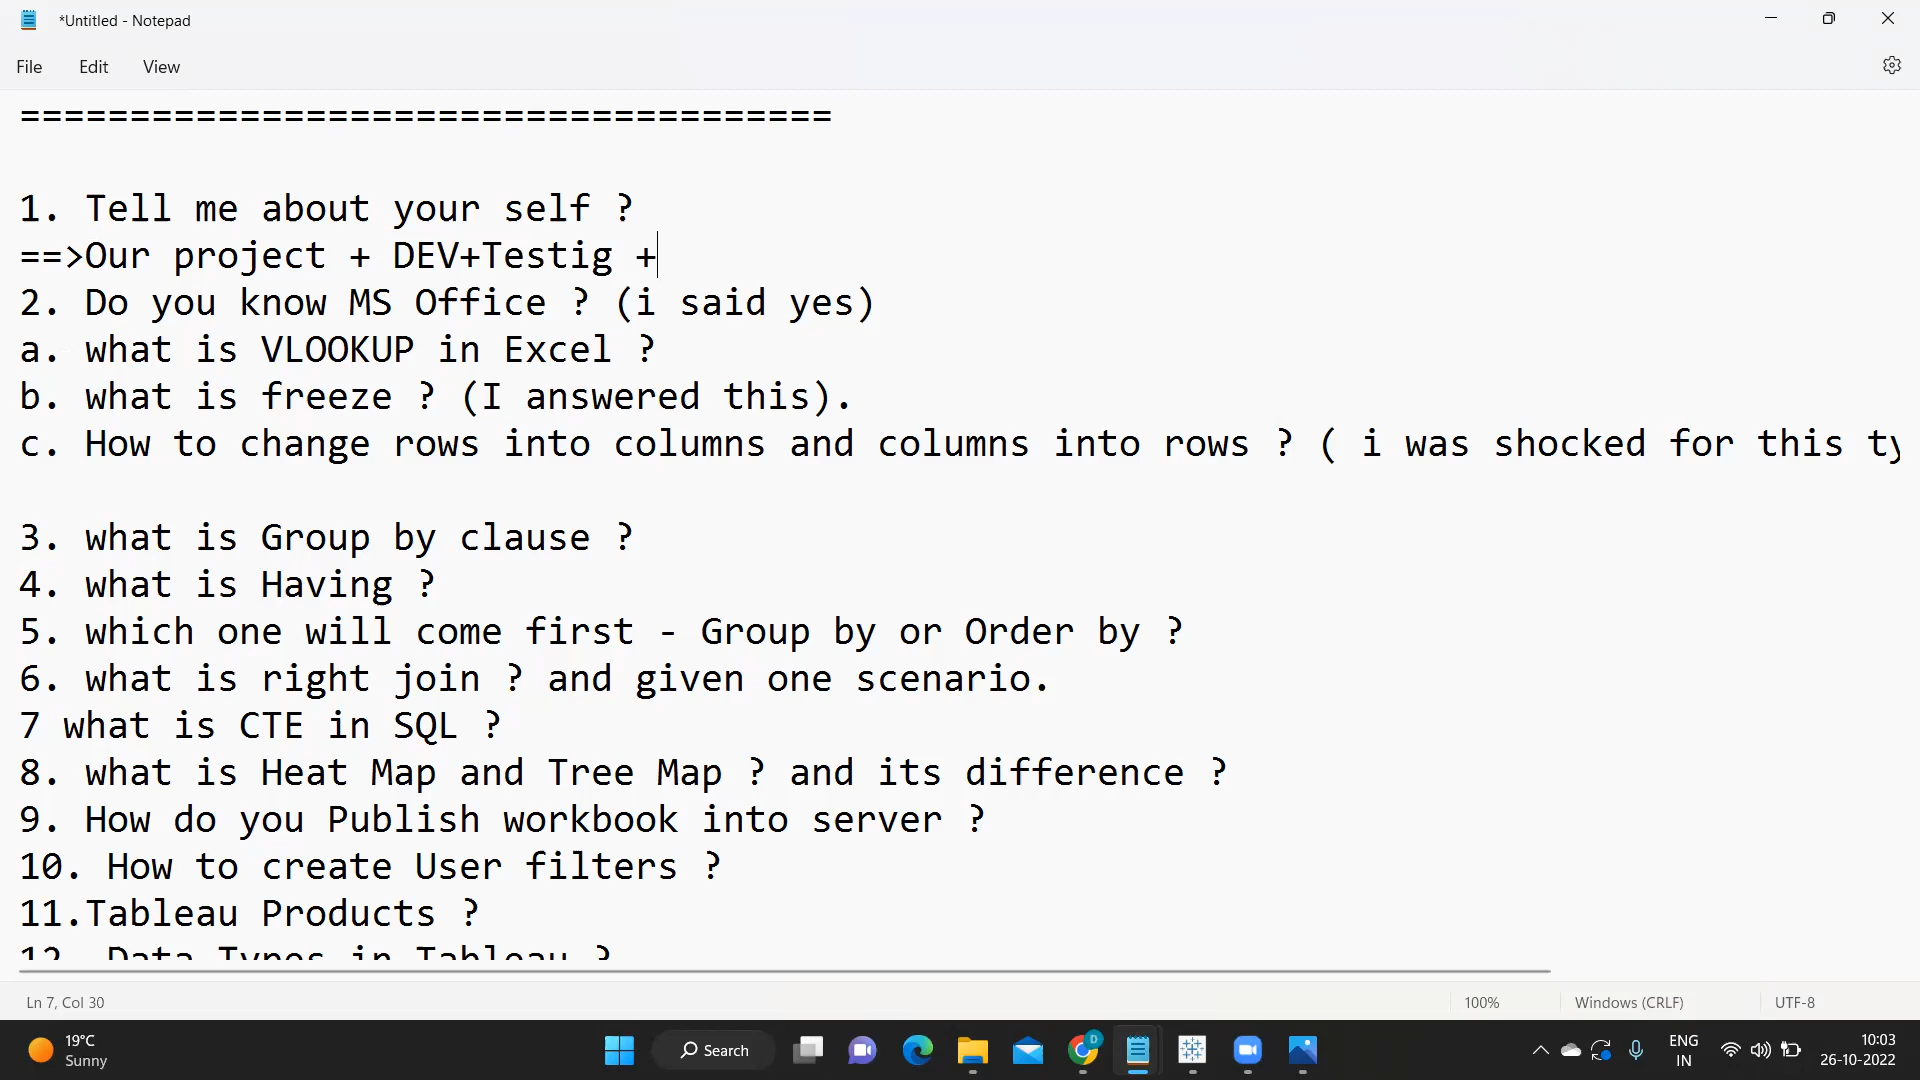 *Untitled - Notepad
File Edit View
=====================================
1. Tell me about your self ?
==>Our project + DEV+Testig +
2. Do you know MS Office ? (i said yes)
a. what is VLOOKUP in Excel ?
b. what is freeze ? (I answered this).
c. How to change rows into columns and columns into rows ? ( i was shocked for this ty
3. what is Group by clause ?
4. what is Having ?
5. which one will come first - Group by or Order by ?
6. what is right join ? and given one scenario.
7 what is CTE in SQL ?
8. what is Heat Map and Tree Map ? and its difference ?
9. How do you Publish workbook into server ?
10. How to create User filters ?
11.Tableau Products ?
12. Data Types in Tableau ?
Ln 7, Col 30 100% Windows (CRLF) UTF-8
19°C
Sunny
Search
D
ENG
IN
10:03
26-10-2022